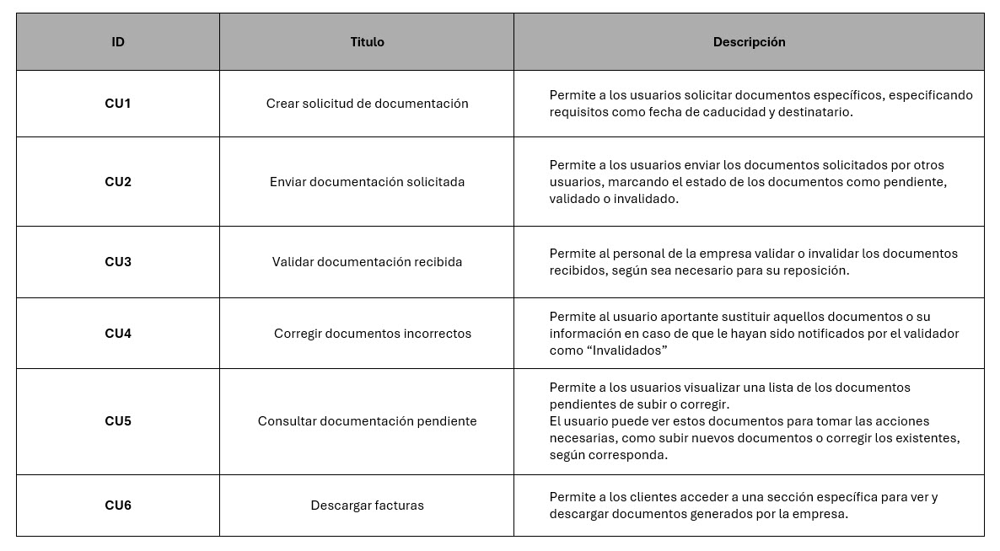 ID
Titulo
Descripción
CU1
Crear solicitud de documentación
Permite a los usuarios solicitar documentos específicos, especificando
requisitos como fecha de caducidad y destinatario.
CU2
Enviar documentación solicitada
Permite a los usuarios enviar los documentos solicitados por otros
usuarios, marcando el estado de los documentos como pendiente,
validado o invalidado.
CU3
Validar documentación recibida
Permite al personal de la empresa validar o invalidar los documentos
recibidos, según sea necesario para su reposición.
CU4
Corregir documentos incorrectos
Permite al usuario aportante sustituir aquellos documentos o su
información en caso de que le hayan sido notificados por el validador
como “Invalidados”
CU5
Consultar documentación pendiente
Permite a los usuarios visualizar una lista de los documentos
pendientes de subir o corregir.
El usuario puede ver estos documentos para tomar las acciones
necesarias, como subir nuevos documentos o corregir los existentes,
según corresponda.
CU6
Descargar facturas
Permite a los clientes acceder a una sección específica para ver y
descargar documentos generados por la empresa.